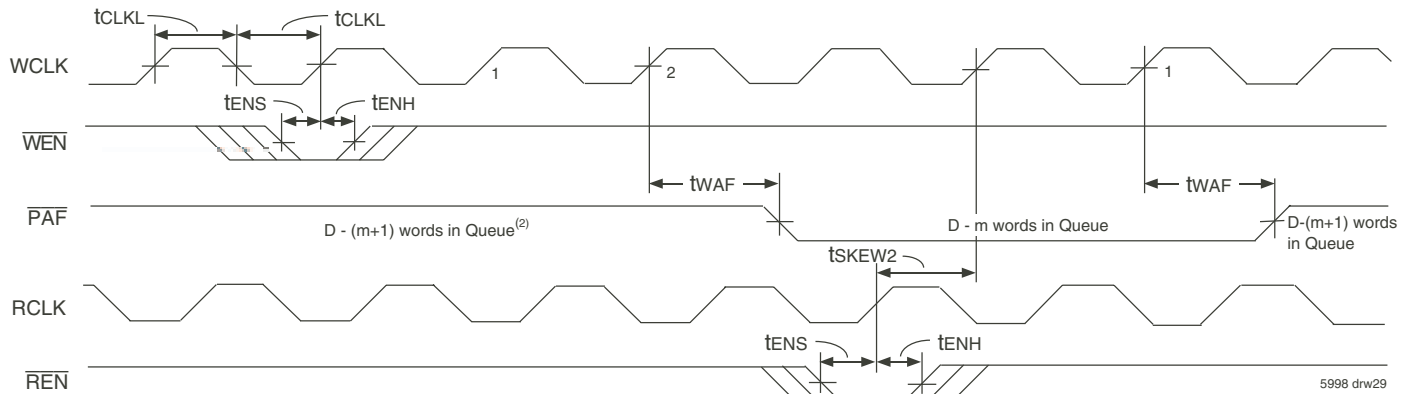 tCLKL
tCLKL
WCLK
1
2
1
tENS
tENH
WEN
tWAF
tWAF
PAF
D - (m+1) words in Queue(2)
D - m words in Queue
D-(m+1) words
in Queue
tSKEW2
RCLK
tENS
tENH
REN
5998 drw29